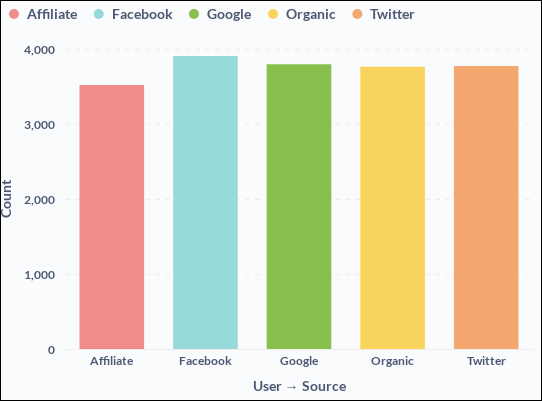 Affiliate Facebook Google Organic Twitter
4,000
3,000
2,000
1,000
0
Count
Affiliate Facebook Google Organic Twitter
User → Source